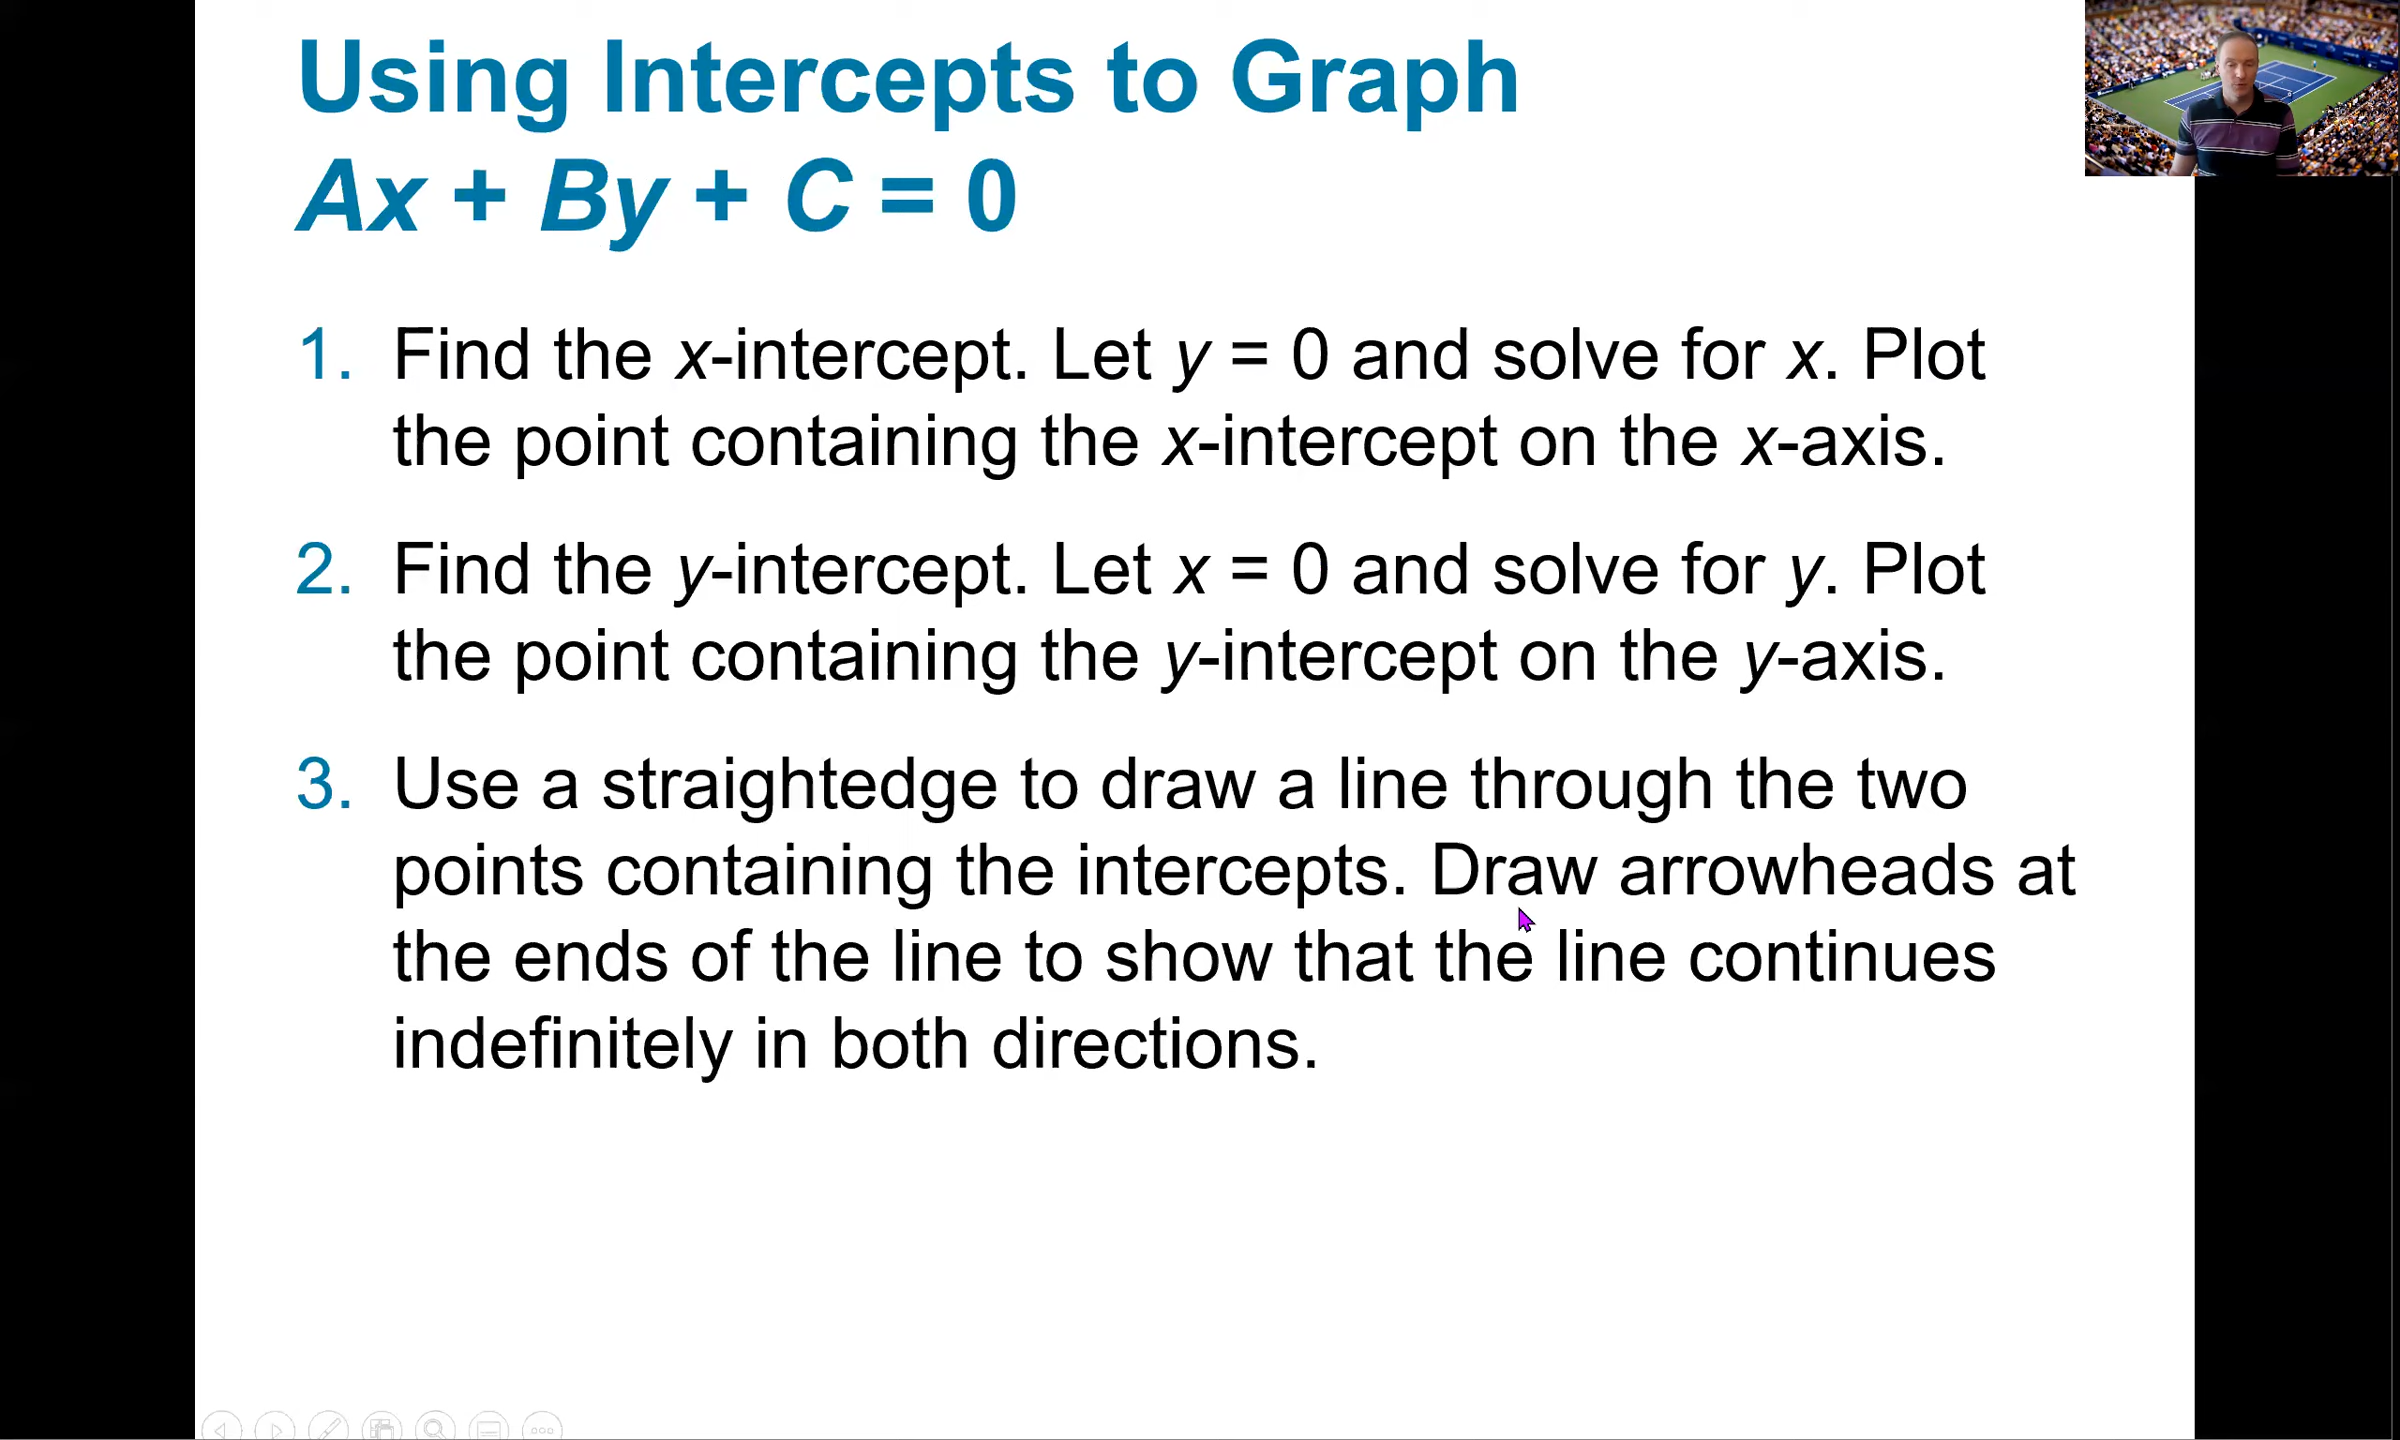 Using Intercepts to Graph
Ax + By + C = 0
1. Find the x-intercept. Let y = 0 and solve for x. Plot
the point containing the x-intercept on the x-axis.
2. Find the y-intercept. Let x = 0 and solve for y. Plot
the point containing the y-intercept on the y-axis.
3. Use a straightedge to draw a line through the two
points containing the intercepts. Draw arrowheads at
the ends of the line to show that the line continues
indefinitely in both directions.